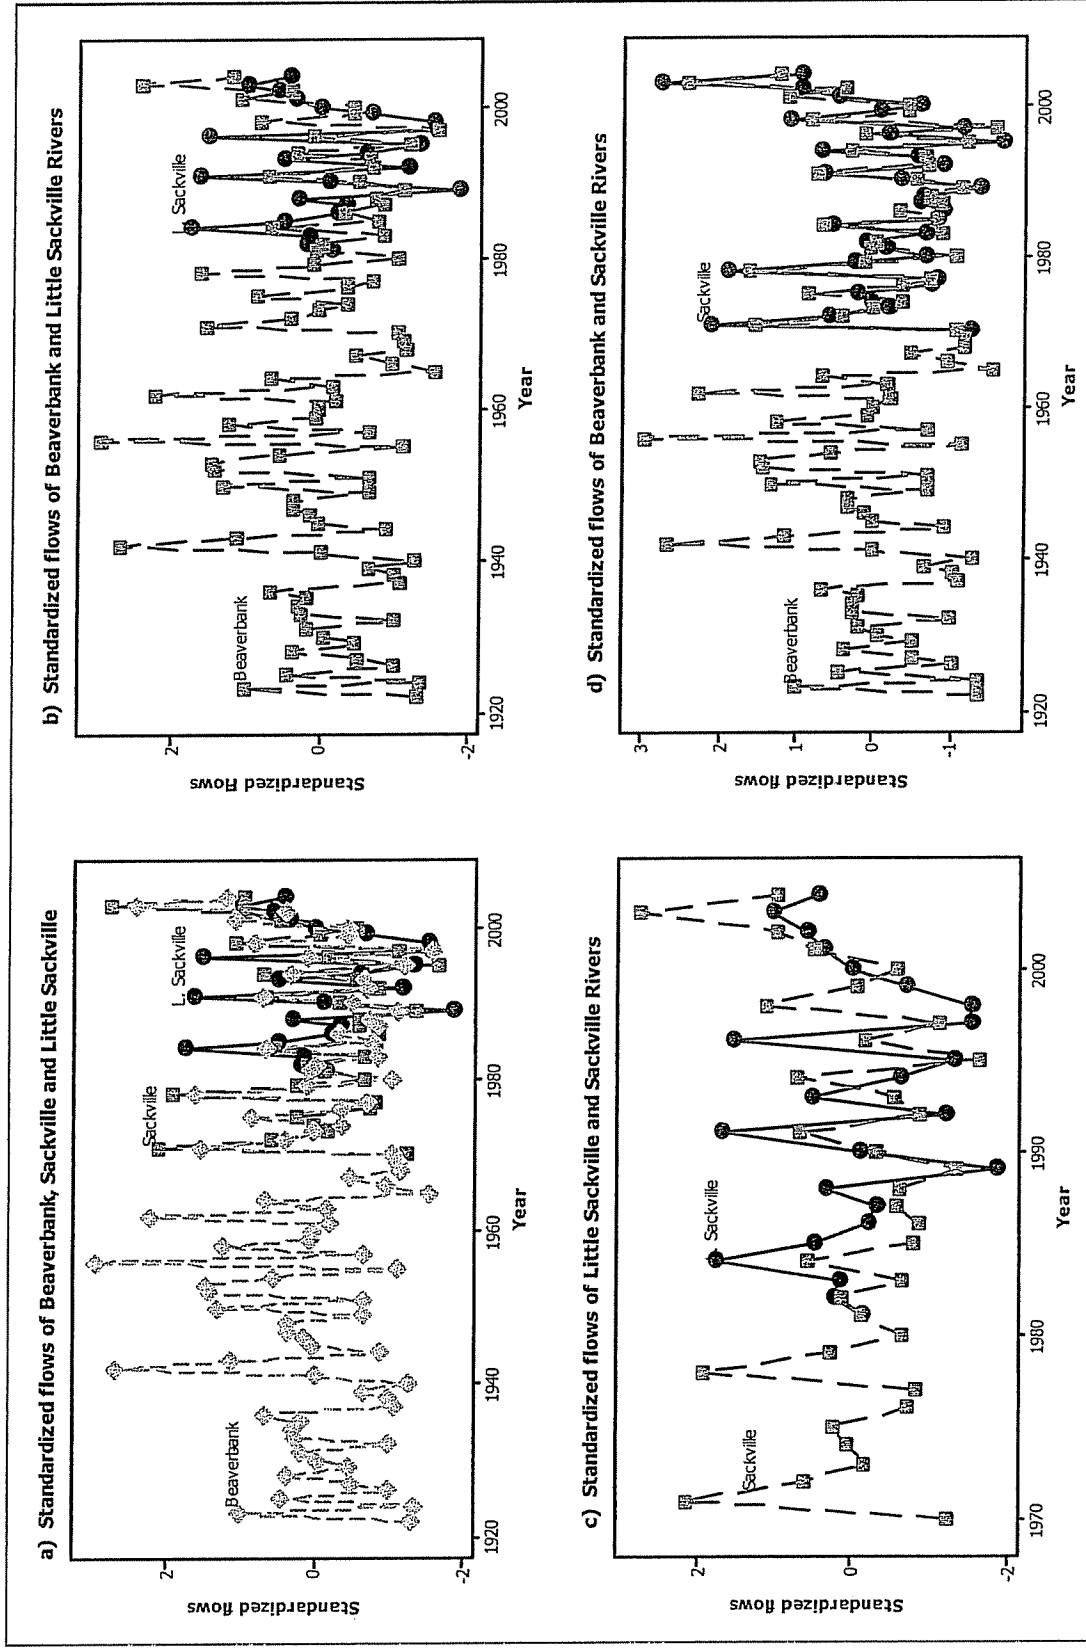 a) Standardized flows of Beaverbank, Sackville and Little Sackville
Standardized flows
2
0
-2
Beaverbank
Sackville
L. Sackville
1920
1940
1960
1980
2000
Year
b) Standardized flows of Beaverbank and Little Sackville Rivers
Standardized flows
2
0
-2
Beaverbank
Sackville
1920
1940
1960
1980
2000
Year
c) Standardized flows of Little Sackville and Sackville Rivers
Standardized flows
2
0
-2
Sackville
Sackville
1970
1980
1990
2000
Year
d) Standardized flows of Beaverbank and Sackville Rivers
Standardized flows
3
2
1
0
-1
Beaverbank
Sackville
1920
1940
1960
1980
2000
Year